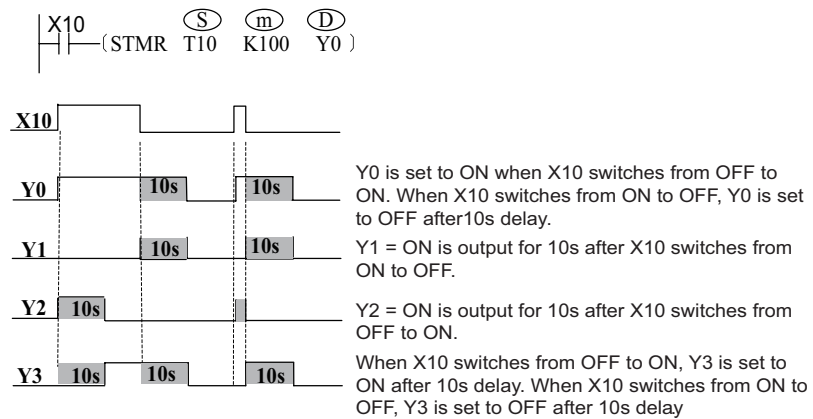 X10
S m D
(STMR T10 K100 Y0)
X10
Y0 10s 10s
Y0 is set to ON when X10 switches from OFF to
ON. When X10 switches from ON to OFF, Y0 is set
to OFF after10s delay.
Y1 10s 10s
Y1 = ON is output for 10s after X10 switches from
ON to OFF.
Y2 10s
Y2 = ON is output for 10s after X10 switches from
OFF to ON.
Y3 10s 10s 10s
When X10 switches from OFF to ON, Y3 is set to
ON after 10s delay. When X10 switches from ON to
OFF, Y3 is set to OFF after 10s delay